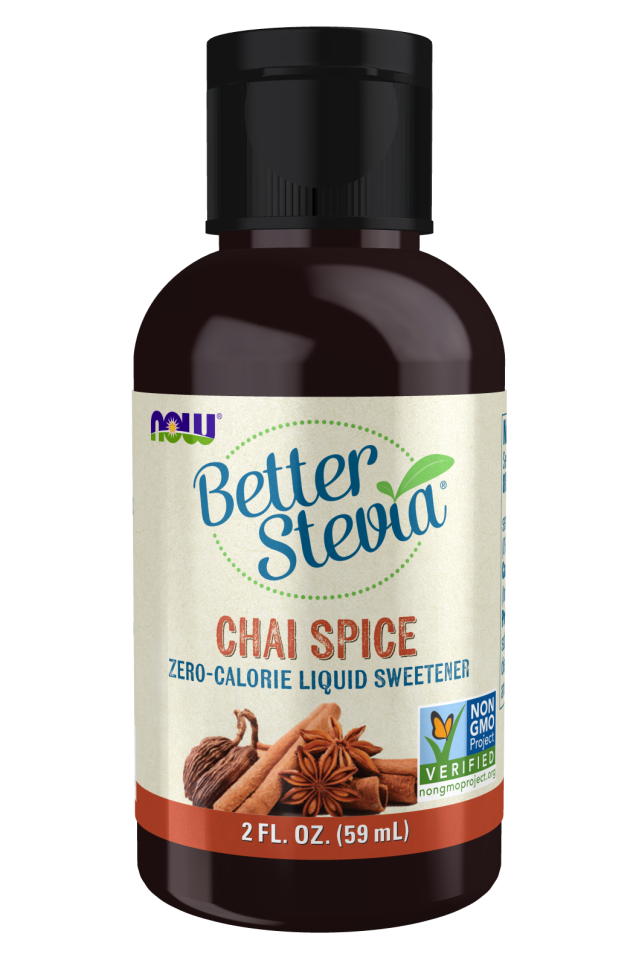 NOW®
Better
Stevia®
CHAI SPICE
ZERO-CALORIE LIQUID SWEETENER
NON
GMO
Project
VERIFIED
nongmoproject.org
2 FL. OZ. (59 mL)